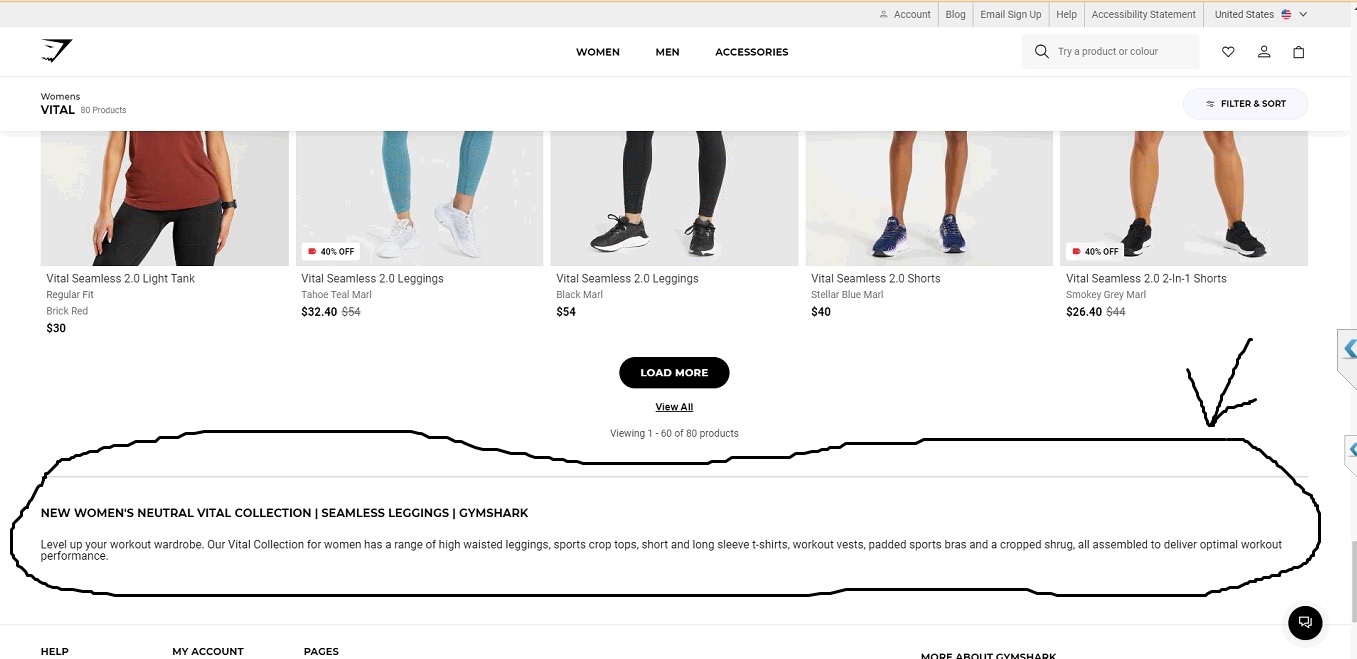 Account Blog Email Sign Up Help Accessibility Statement United States
WOMEN MEN ACCESSORIES Try a product or colour
Womens
VITAL 80 Products
FILTER & SORT
40% OFF 40% OFF
Vital Seamless 2.0 Light Tank
Regular Fit
Brick Red
$30
Vital Seamless 2.0 Leggings
Tahoe Teal Marl
$32.40 $54
Vital Seamless 2.0 Leggings
Black Marl
$54
Vital Seamless 2.0 Shorts
Stellar Blue Marl
$40
Vital Seamless 2.0 2-In-1 Shorts
Smokey Grey Marl
$26.40 $44
LOAD MORE
View All
Viewing 1 - 60 of 80 products
NEW WOMEN'S NEUTRAL VITAL COLLECTION | SEAMLESS LEGGINGS | GYMSHARK
Level up your workout wardrobe. Our Vital Collection for women has a range of high waisted leggings, sports crop tops, short and long sleeve t-shirts, workout vests, padded sports bras and a cropped shrug, all assembled to deliver optimal workout
performance.
HELP MY ACCOUNT PAGES MORE ABOUT GYMSHARK